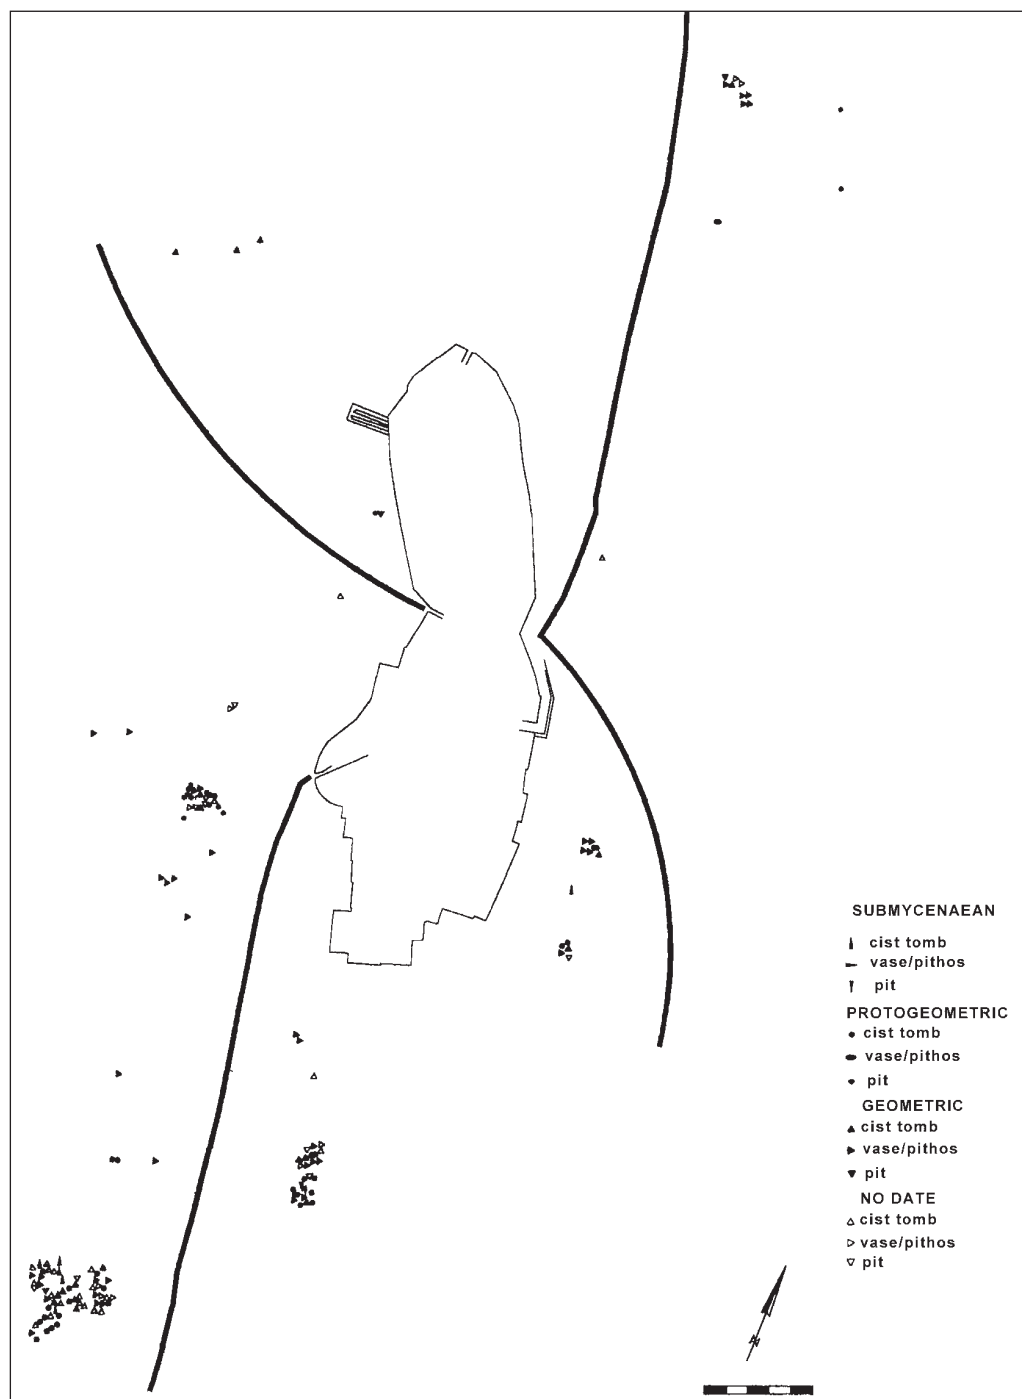 SUBMYCENAEAN
cist tomb
vase/pithos
pit
PROTOGEOMETRIC
cist tomb
vase/pithos
pit
GEOMETRIC
cist tomb
vase/pithos
pit
NO DATE
cist tomb
vase/pithos
pit
N